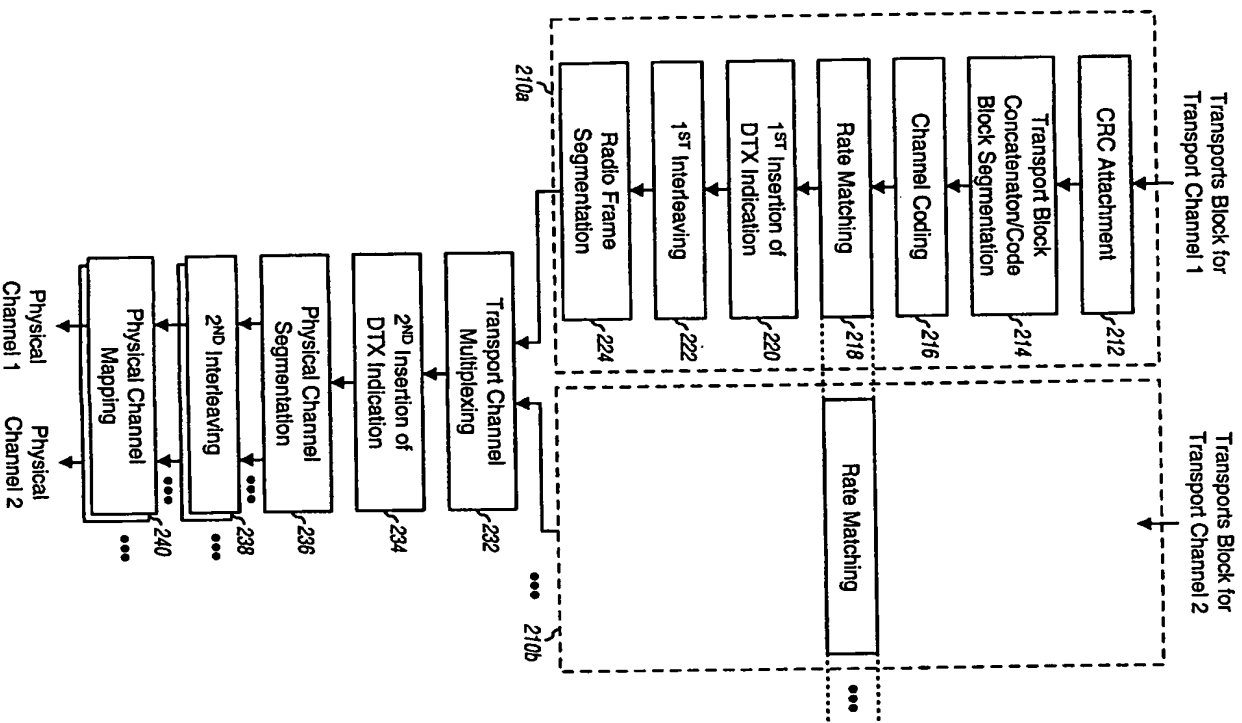 Transports Block for
Transport Channel 1
CRC Attachment
212
Transport Block
Concatenaton/Code
Block Segmentation
214
Channel Coding
216
Rate Matching
218
1ST Insertion of
DTX Indication
220
1ST Interleaving
222
Radio Frame
Segmentation
224
210a
Transports Block for
Transport Channel 2
Rate Matching
•••
210b
•••
Transport Channel
Multiplexing
232
2ND Insertion of
DTX Indication
234
Physical Channel
Segmentation
236
•••
2ND Interleaving
238
•••
•••
Physical Channel
Mapping
240
•••
Physical
Channel 1
Physical
Channel 2